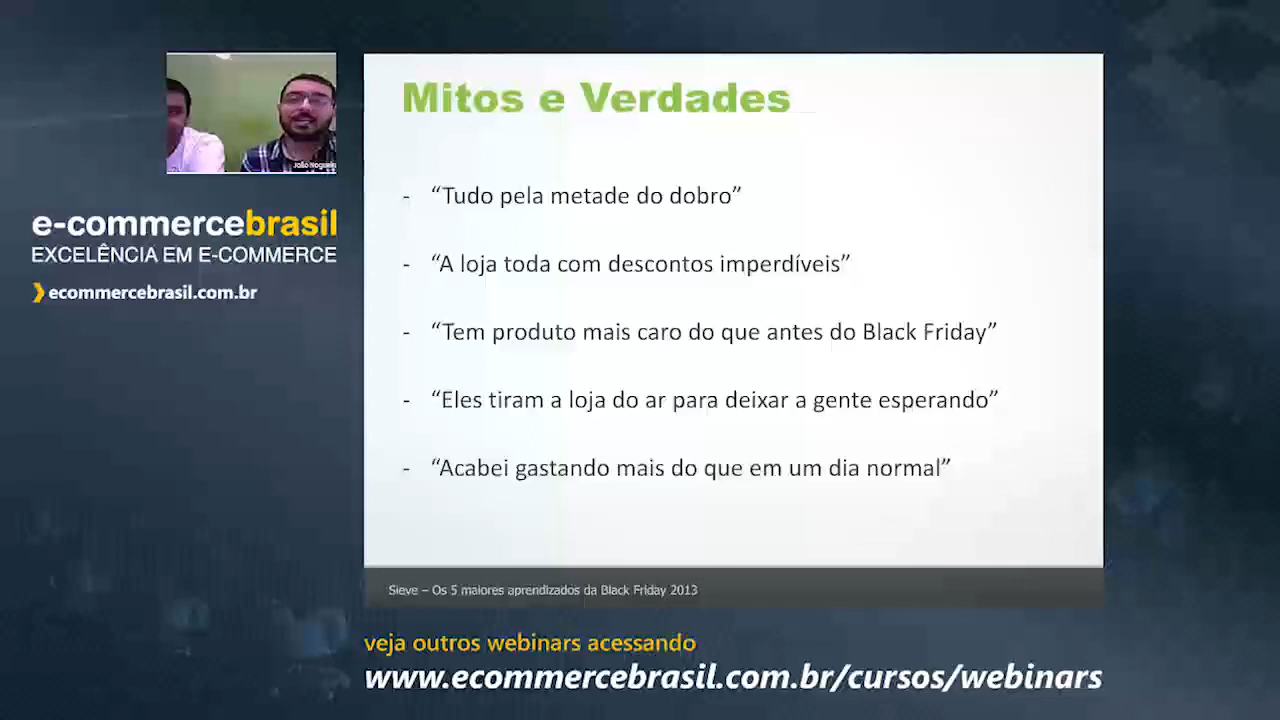 Mitos e Verdades
João Nogueira
- “Tudo pela metade do dobro”
e-commercebrasil
EXCELÊNCIA EM E-COMMERCE
- “A loja toda com descontos imperdíveis”
ecommercebrasil.com.br
- “Tem produto mais caro do que antes do Black Friday”
- “Eles tiram a loja do ar para deixar a gente esperando”
- “Acabei gastando mais do que em um dia normal”
Sieve – Os 5 maiores aprendizados da Black Friday 2013
veja outros webinars acessando
www.ecommercebrasil.com.br/cursos/webinars